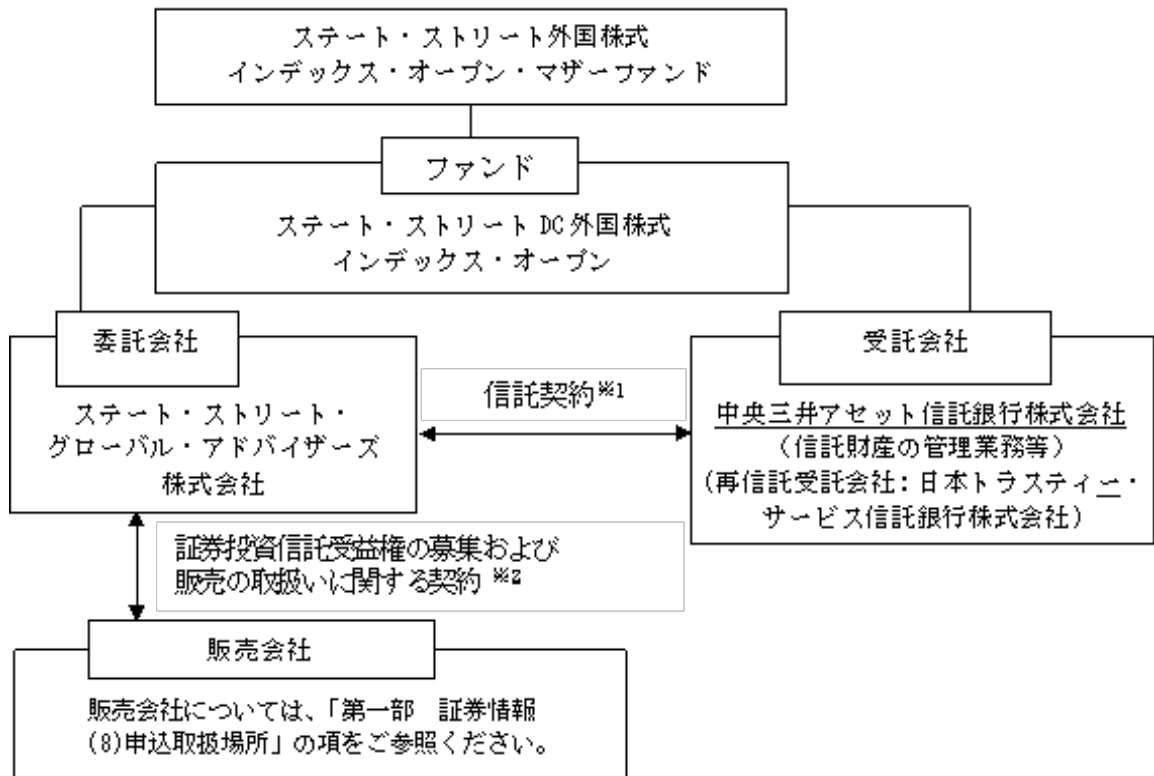 ステート・ストリート外国株式
インデックス・オープン・マザーファンド
ファンド
ステート・ストリート DC 外国株式
インデックス・オープン
委託会社
ステート・ストリート・
グローバル・アドバイザーズ
株式会社
信託契約※1
受託会社
中央三井アセット信託銀行株式会社
(信託財産の管理業務等)
(再信託受託会社:日本トラスティー・
サービス信託銀行株式会社)
証券投資信託受益権の募集および
販売の取扱いに関する契約 ※2
販売会社
販売会社については、「第一部 証券情報
(8)申込取扱場所」の項をご参照ください。